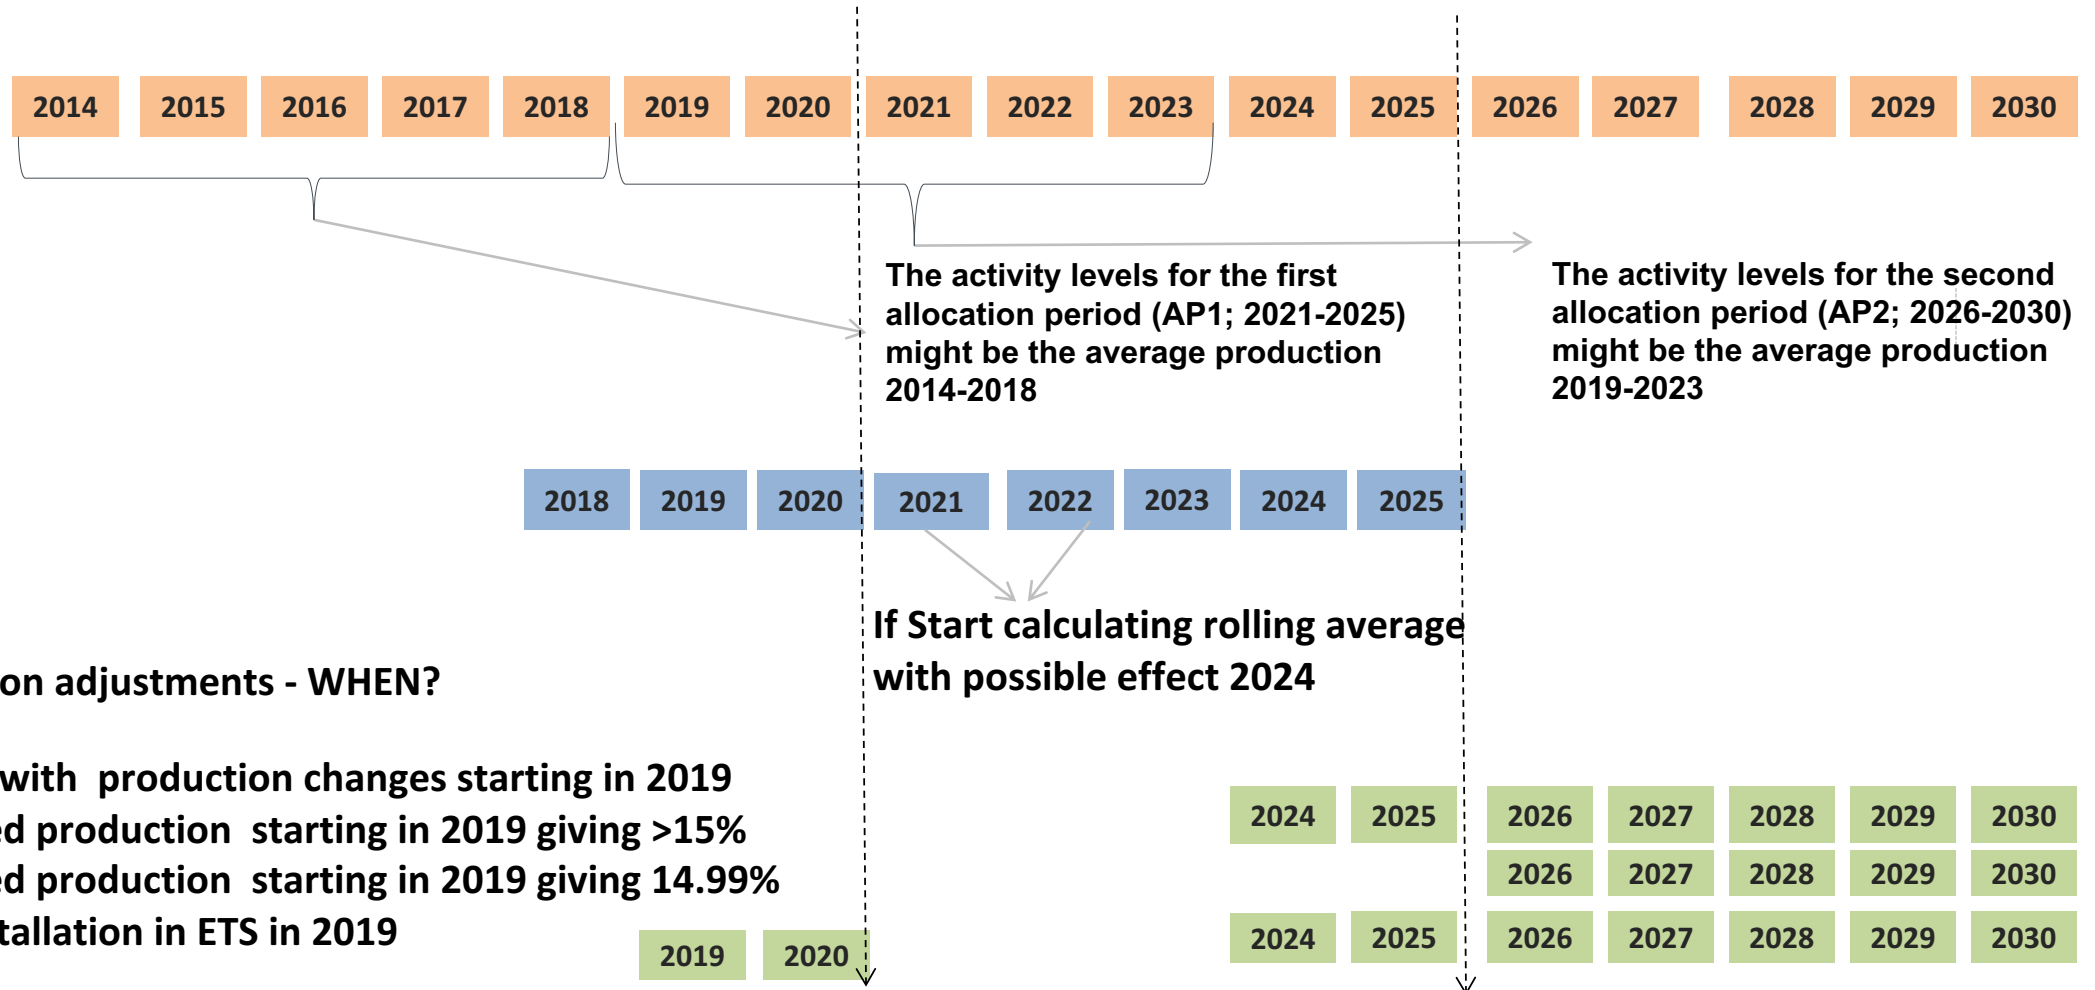 2014 2015 2016 2017 2018 2019 2020 2021 2022 2023 2024 2025 2026 2027 2028 2029 2030
The activity levels for the first
allocation period (AP1; 2021-2025)
might be the average production
2014-2018
The activity levels for the second
allocation period (AP2; 2026-2030)
might be the average production
2019-2023
2018 2019 2020 2021 2022 2023 2024 2025
If Start calculating rolling average
with possible effect 2024
on adjustments - WHEN?
with production changes starting in 2019
ed production starting in 2019 giving >15%
2024 2025 2026 2027 2028 2029 2030
ed production starting in 2019 giving 14.99%
2026 2027 2028 2029 2030
tallation in ETS in 2019
2019 2020
2024 2025 2026 2027 2028 2029 2030